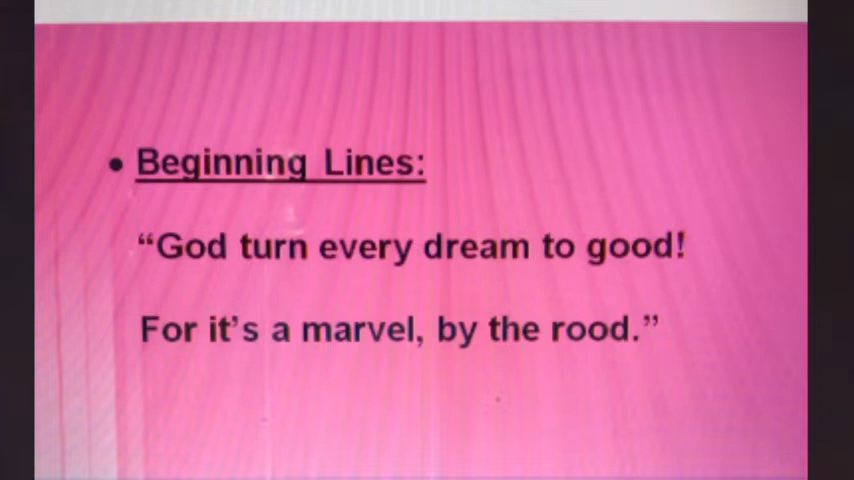 • Beginning Lines:
“God turn every dream to good!
For it’s a marvel, by the rood.”